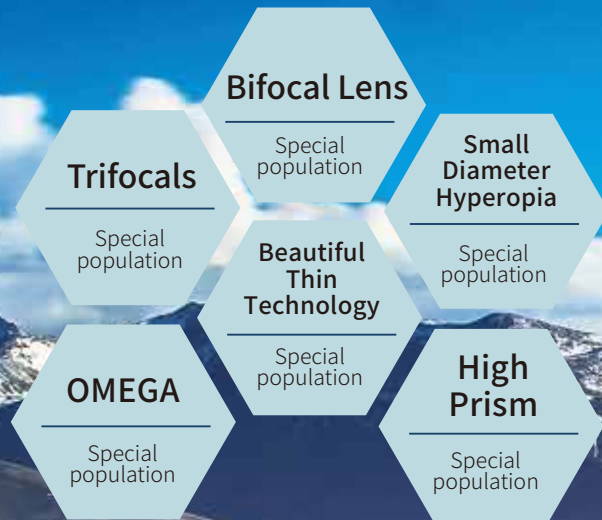 Bifocal Lens
Special
population
Trifocals
Special
population
Small
Diameter
Hyperopia
Special
population
Beautiful
Thin
Technology
Special
population
OMEGA
Special
population
High
Prism
Special
population